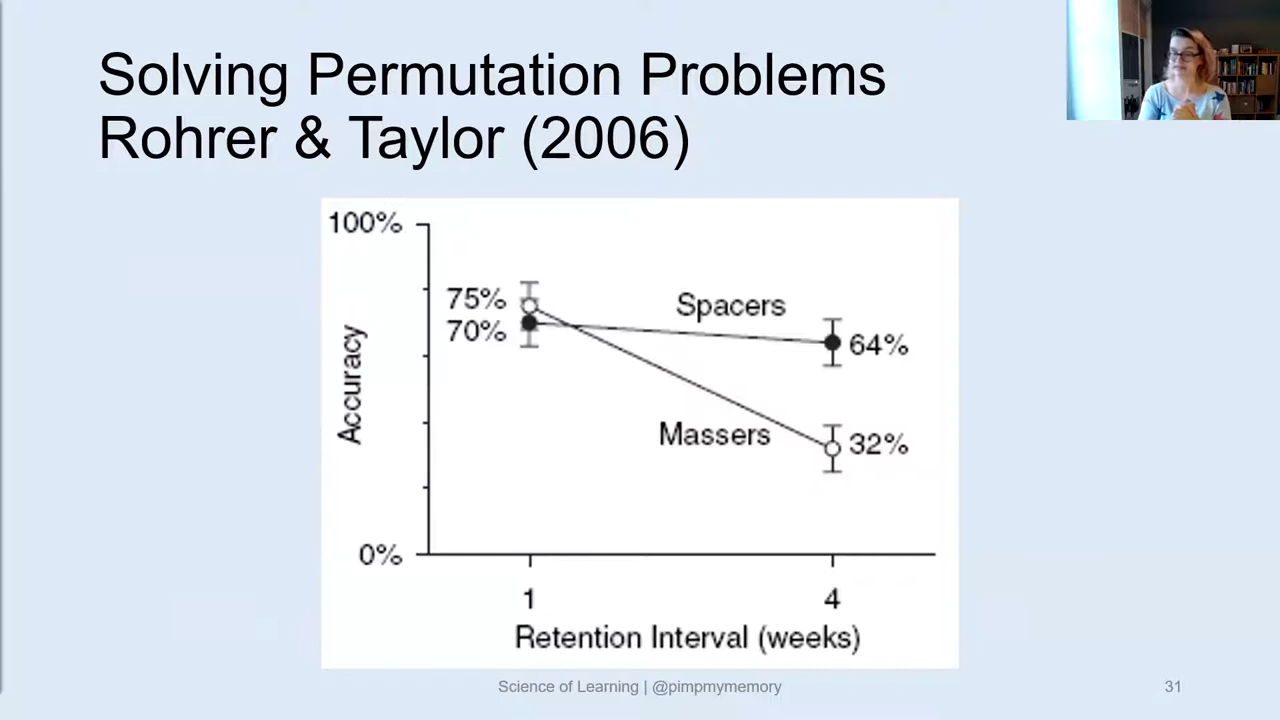 Solving Permutation Problems
Rohrer & Taylor (2006)
100%
75%
70%
Spacers
64%
Accuracy
Massers
32%
0%
1
4
Retention Interval (weeks)
Science of Learning | @pimpmymemory
31